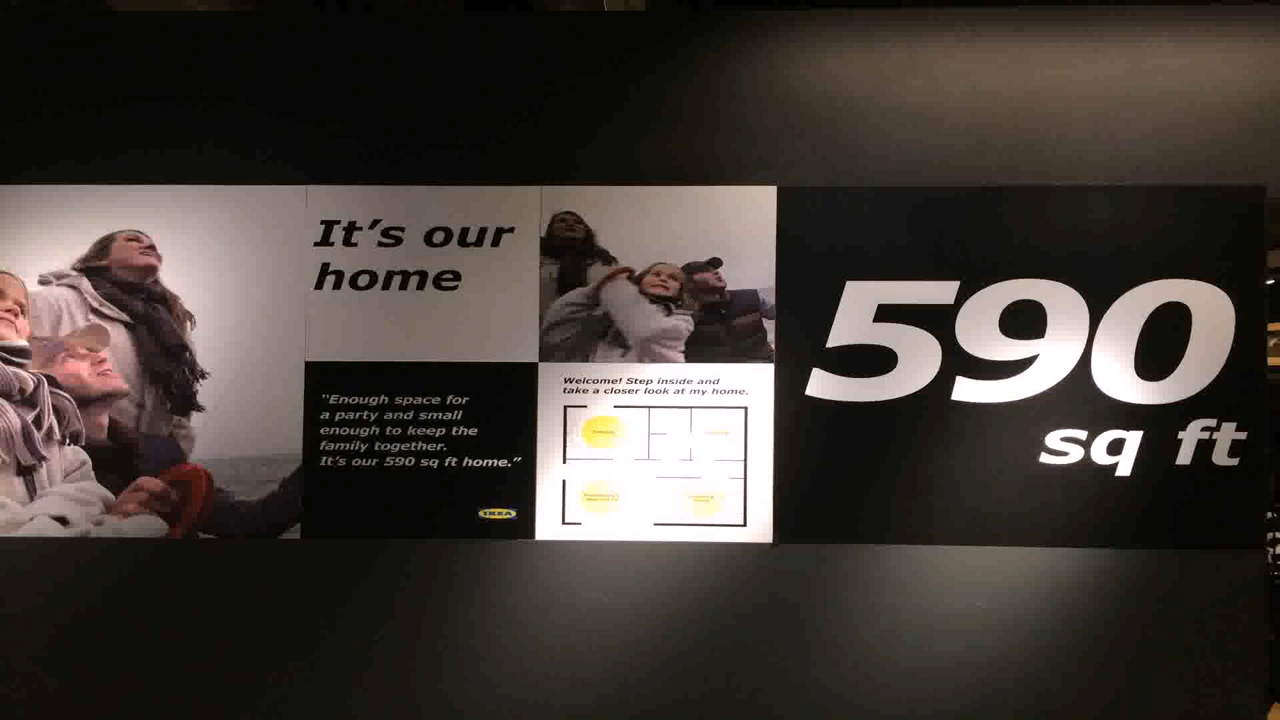 It's our
home
"Enough space for
a party and small
enough to keep the
family together.
It's our 590 sq ft home."
IKEA
Welcome! Step inside and
take a closer look at my home.
590
sq ft